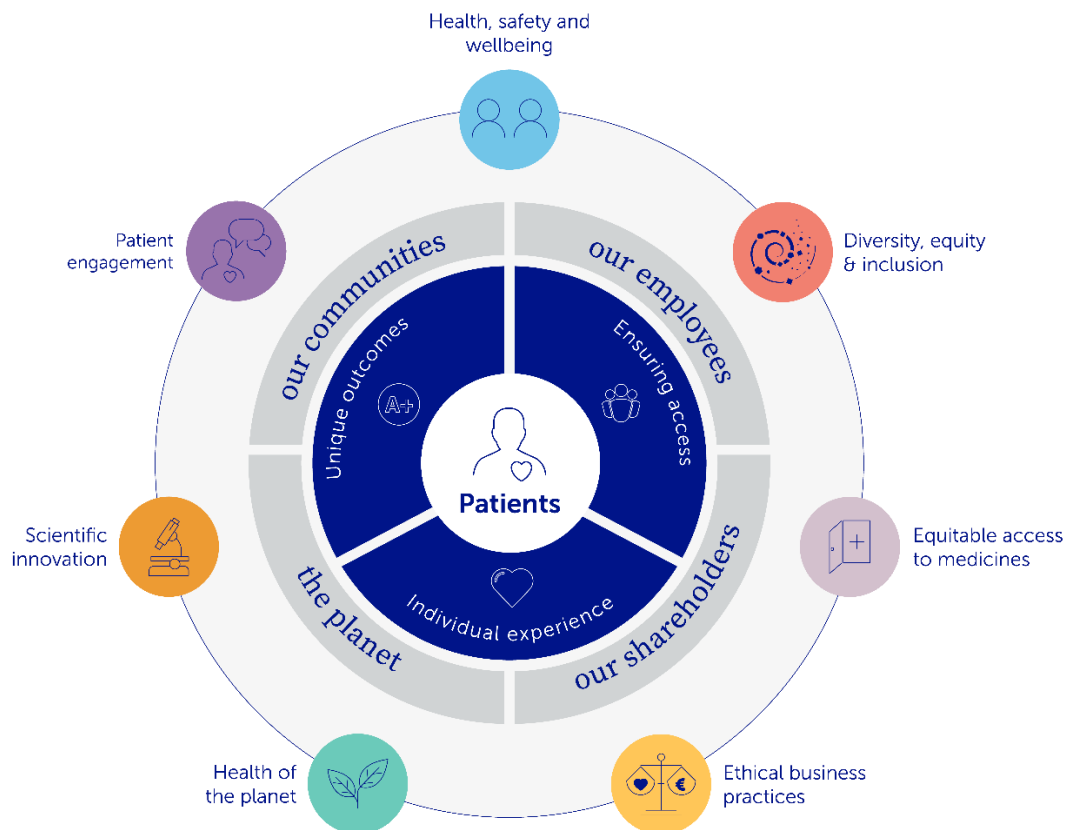 Health, safety and
wellbeing
Patient
engagement
Diversity, equity
& inclusion
our communities
our employees
Unique outcomes
A+
Ensuring access
Patients
Scientific
innovation
Equitable access
to medicines
Individual experience
the planet
our shareholders
Health of
the planet
€
Ethical business
practices